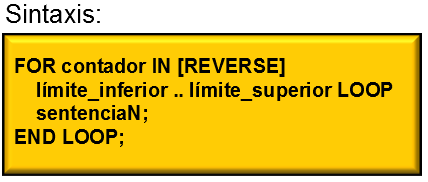 Sintaxis:
FOR contador IN [REVERSE]
límite_inferior .. límite_superior LOOP
sentenciaN;
END LOOP;